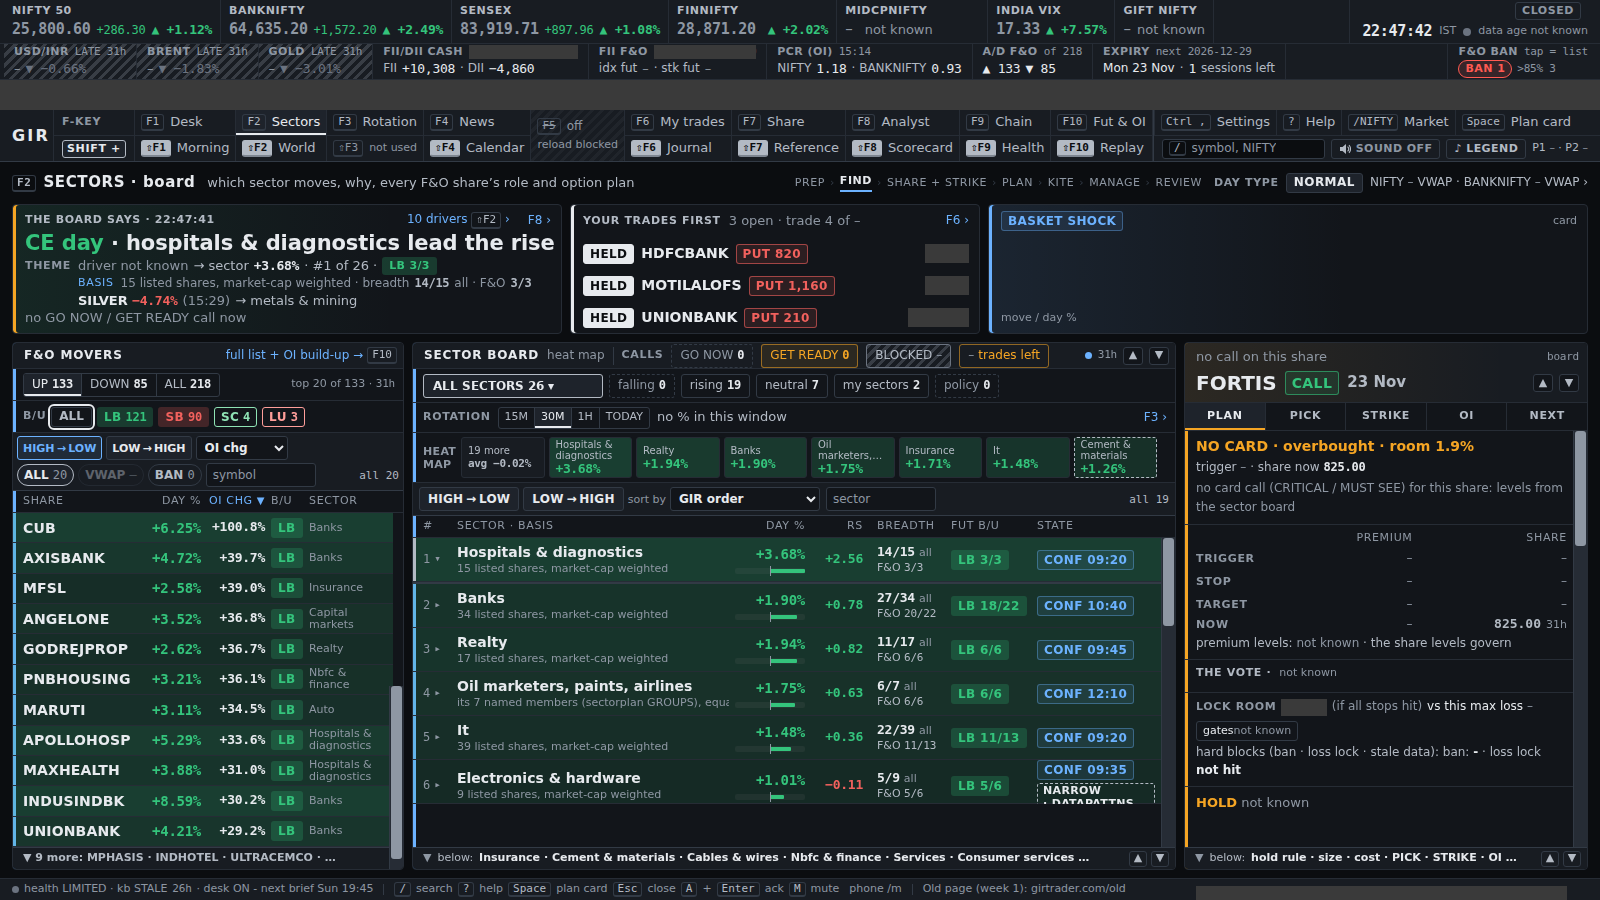 NIFTY 50 BANKNIFTY SENSEX FINNIFTY MIDCPNIFTY INDIA VIX GIFT NIFTY CLOSED
25,800.60 +286.30 ▲ +1.12% 64,635.20 +1,572.20 ▲ +2.49% 83,919.71 +897.96 ▲ +1.08% 28,871.20 ▲ +2.02% – not known 17.33 ▲ +7.57% – not known 22:47:42 IST ● data age not known
USD/INR LATE 31h BRENT LATE 31h GOLD LATE 31h FII/DII CASH FII F&O PCR (OI) 15:14 A/D F&O of 218 EXPIRY next 2026-12-29 F&O BAN tap = list
– ▼ –0.66% – ▼ –1.83% – ▼ –3.01% FII +10,308 · DII –4,860 idx fut – · stk fut – NIFTY 1.18 · BANKNIFTY 0.93 ▲ 133 ▼ 85 Mon 23 Nov · 1 sessions left BAN 1 >85% 3
GIR F-KEY F1 Desk F2 Sectors F3 Rotation F4 News F5 off F6 My trades F7 Share F8 Analyst F9 Chain F10 Fut & OI Ctrl , Settings ? Help /NIFTY Market Space Plan card
SHIFT + ⇧F1 Morning ⇧F2 World ⇧F3 not used ⇧F4 Calendar reload blocked ⇧F6 Journal ⇧F7 Reference ⇧F8 Scorecard ⇧F9 Health ⇧F10 Replay / symbol, NIFTY SOUND OFF ♪ LEGEND P1 – · P2 –
F2 SECTORS · board which sector moves, why, every F&O share's role and option plan PREP › FIND › SHARE + STRIKE › PLAN › KITE › MANAGE › REVIEW DAY TYPE NORMAL NIFTY – VWAP · BANKNIFTY – VWAP ›
THE BOARD SAYS · 22:47:41 10 drivers ⇧F2 › F8 ›
CE day · hospitals & diagnostics lead the rise
THEME driver not known → sector +3.68% · #1 of 26 · LB 3/3
BASIS 15 listed shares, market-cap weighted · breadth 14/15 all · F&O 3/3
SILVER –4.74% (15:29) → metals & mining
no GO NOW / GET READY call now
YOUR TRADES FIRST 3 open · trade 4 of – F6 ›
HELD HDFCBANK PUT 820
HELD MOTILALOFS PUT 1,160
HELD UNIONBANK PUT 210
BASKET SHOCK card
move / day %
F&O MOVERS full list + OI build-up → F10
UP 133 DOWN 85 ALL 218 top 20 of 133 · 31h
B/U ALL LB 121 SB 90 SC 4 LU 3
HIGH→LOW LOW→HIGH OI chg
ALL 20 VWAP – BAN 0 symbol all 20
SHARE DAY % OI CHG ▼ B/U SECTOR
CUB +6.25% +100.8% LB Banks
AXISBANK +4.72% +39.7% LB Banks
MFSL +2.58% +39.0% LB Insurance
ANGELONE +3.52% +36.8% LB Capital markets
GODREJPROP +2.62% +36.7% LB Realty
PNBHOUSING +3.21% +36.1% LB Nbfc & finance
MARUTI +3.11% +34.5% LB Auto
APOLLOHOSP +5.29% +33.6% LB Hospitals & diagnostics
MAXHEALTH +3.88% +31.0% LB Hospitals & diagnostics
INDUSINDBK +8.59% +30.2% LB Banks
UNIONBANK +4.21% +29.2% LB Banks
▼ 9 more: MPHASIS · INDHOTEL · ULTRACEMCO · …
SECTOR BOARD heat map CALLS GO NOW 0 GET READY 0 BLOCKED – – trades left ● 31h ▲ ▼
ALL SECTORS 26 ▾ falling 0 rising 19 neutral 7 my sectors 2 policy 0
ROTATION 15M 30M 1H TODAY no % in this window F3 ›
HEAT MAP 19 more avg –0.02% Hospitals & diagnostics +3.68% Realty +1.94% Banks +1.90% Oil marketers,… +1.75% Insurance +1.71% It +1.48% Cement & materials +1.26%
HIGH→LOW LOW→HIGH sort by GIR order sector all 19
# SECTOR · BASIS DAY % RS BREADTH FUT B/U STATE
1 ▾ Hospitals & diagnostics +3.68% +2.56 14/15 all LB 3/3 CONF 09:20
15 listed shares, market-cap weighted F&O 3/3
2 ▸ Banks +1.90% +0.78 27/34 all LB 18/22 CONF 10:40
34 listed shares, market-cap weighted F&O 20/22
3 ▸ Realty +1.94% +0.82 11/17 all LB 6/6 CONF 09:45
17 listed shares, market-cap weighted F&O 6/6
4 ▸ Oil marketers, paints, airlines +1.75% +0.63 6/7 all LB 6/6 CONF 12:10
its 7 named members (sectorplan GROUPS), equa F&O 6/6
5 ▸ It +1.48% +0.36 22/39 all LB 11/13 CONF 09:20
39 listed shares, market-cap weighted F&O 11/13
6 ▸ Electronics & hardware +1.01% –0.11 5/9 all LB 5/6 CONF 09:35
9 listed shares, market-cap weighted F&O 5/6 NARROW · DATAPATTNS
▼ below: Insurance · Cement & materials · Cables & wires · Nbfc & finance · Services · Consumer services … ▲ ▼
no call on this share board
FORTIS CALL 23 Nov ▲ ▼
PLAN PICK STRIKE OI NEXT
NO CARD · overbought · room 1.9%
trigger – · share now 825.00
no card call (CRITICAL / MUST SEE) for this share: levels from
the sector board
PREMIUM SHARE
TRIGGER – –
STOP – –
TARGET – –
NOW – 825.00 31h
premium levels: not known · the share levels govern
THE VOTE · not known
LOCK ROOM (if all stops hit) vs this max loss –
gatesnot known
hard blocks (ban · loss lock · stale data): ban: - · loss lock
not hit
HOLD not known
▼ below: hold rule · size · cost · PICK · STRIKE · OI … ▲ ▼
● health LIMITED · kb STALE 26h · desk ON - next brief Sun 19:45 / search ? help Space plan card Esc close A + Enter ack M mute phone /m Old page (week 1): girtrader.com/old